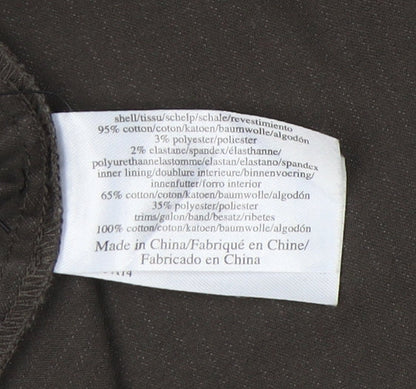 shell/tissu/schelp/schale/revestimiento
95% cotton/coton/katoen/baumwolle/algodón
3% polyester/poliester
2% elastane/spandex/élasthanne/
polyurethaanelastomme/elastan/elastano/spandex
inner lining/doublure interieure/binnenvoering/
innenfutter/forro interior
65% cotton/coton/katoen/baumwolle/algodón
35% polyester/poliester
trims/galon/band/besatz/ribetes
100% cotton/coton/katoen/baumwolle/algodón
Made in China/Fabriqué en Chine/
Fabricado en China